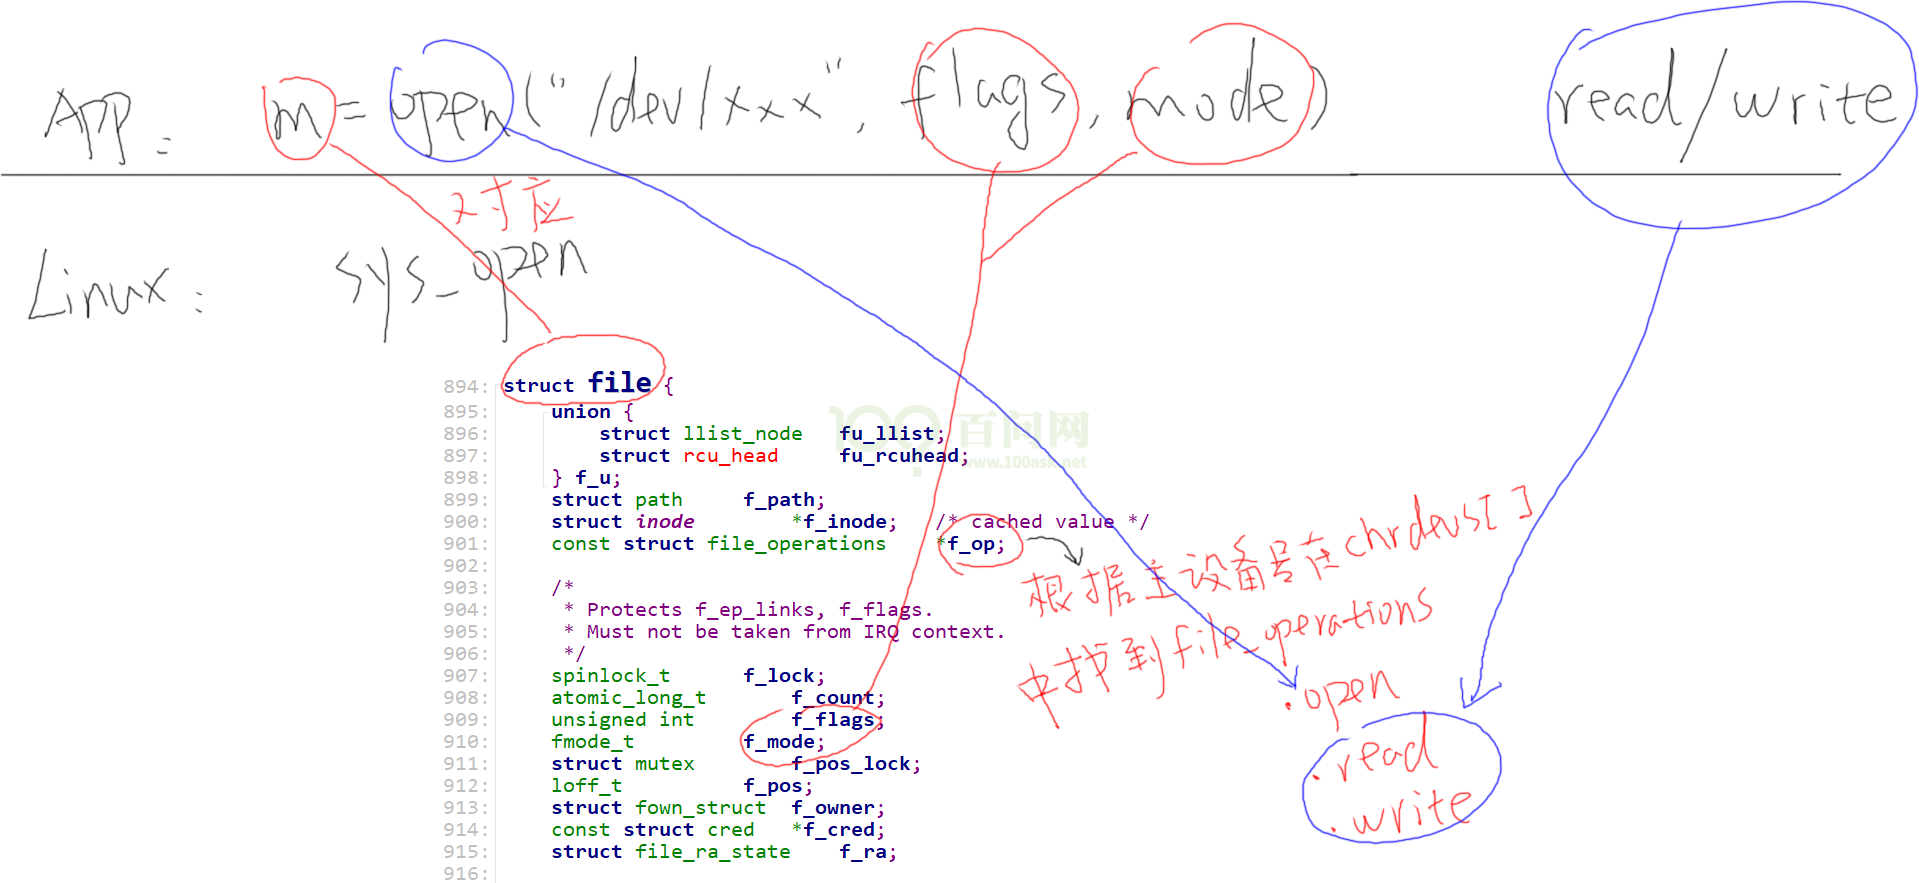 APP: m=open("/dev/xxx", flags, mode) read/write
对应
Linux: sys_open
894: struct file {
895: union {
896: struct llist_node fu_llist;
897: struct rcu_head fu_rcuhead;
898: } f_u;
899: struct path f_path;
900: struct inode *f_inode; /* cached value */
901: const struct file_operations *f_op;
902:
903: /*
904: * Protects f_ep_links, f_flags.
905: * Must not be taken from IRQ context.
906: */
907: spinlock_t f_lock;
908: atomic_long_t f_count;
909: unsigned int f_flags;
910: fmode_t f_mode;
911: struct mutex f_pos_lock;
912: loff_t f_pos;
913: struct fown_struct f_owner;
914: const struct cred *f_cred;
915: struct file_ra_state f_ra;
916:
根据主设备号在chrdevs[]
中找到file_operations
.open
.read
.write
100 百问网
www.100ask.net